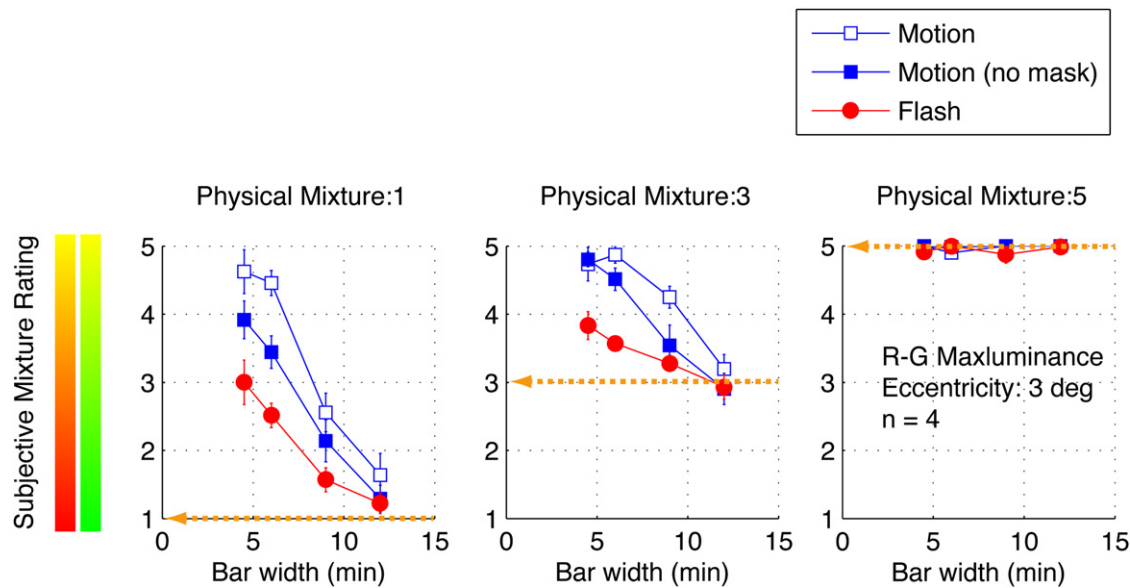 Motion
Motion (no mask)
Flash
Physical Mixture:1
Physical Mixture:3
Physical Mixture:5
Subjective Mixture Rating
5
4
3
2
1
0
5
10
15
Bar width (min)
5
4
3
2
1
0
5
10
15
Bar width (min)
5
4
3
2
1
0
5
10
15
Bar width (min)
R-G Maxluminance
Eccentricity: 3 deg
n = 4